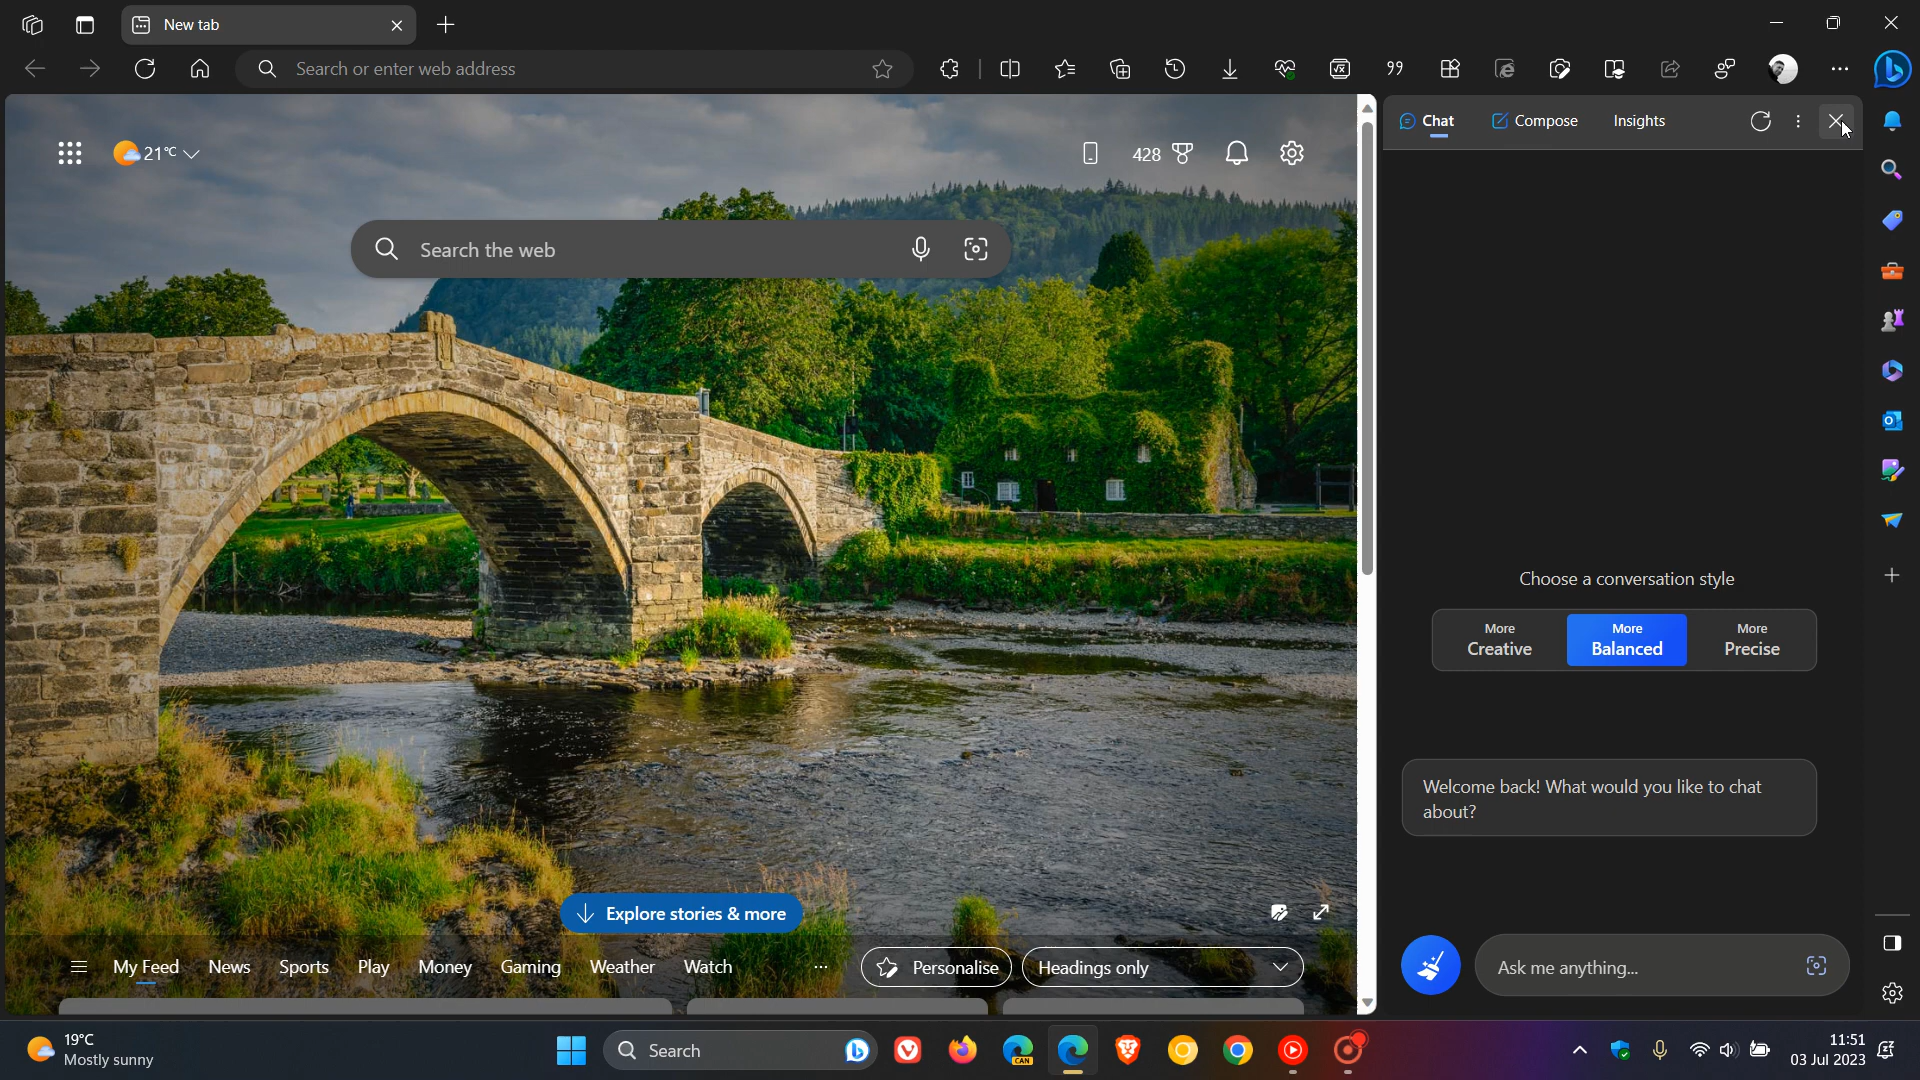 New tab
Search or enter web address
21°C
428
Search the web
Explore stories & more
My Feed
News
Sports
Play
Money
Gaming
Weather
Watch
Personalise
Headings only
Chat
Compose
Insights
Choose a conversation style
More
Creative
More
Balanced
More
Precise
Welcome back! What would you like to chat
about?
Ask me anything...
19°C
Mostly sunny
Search
CAN
11:51
03 Jul 2023